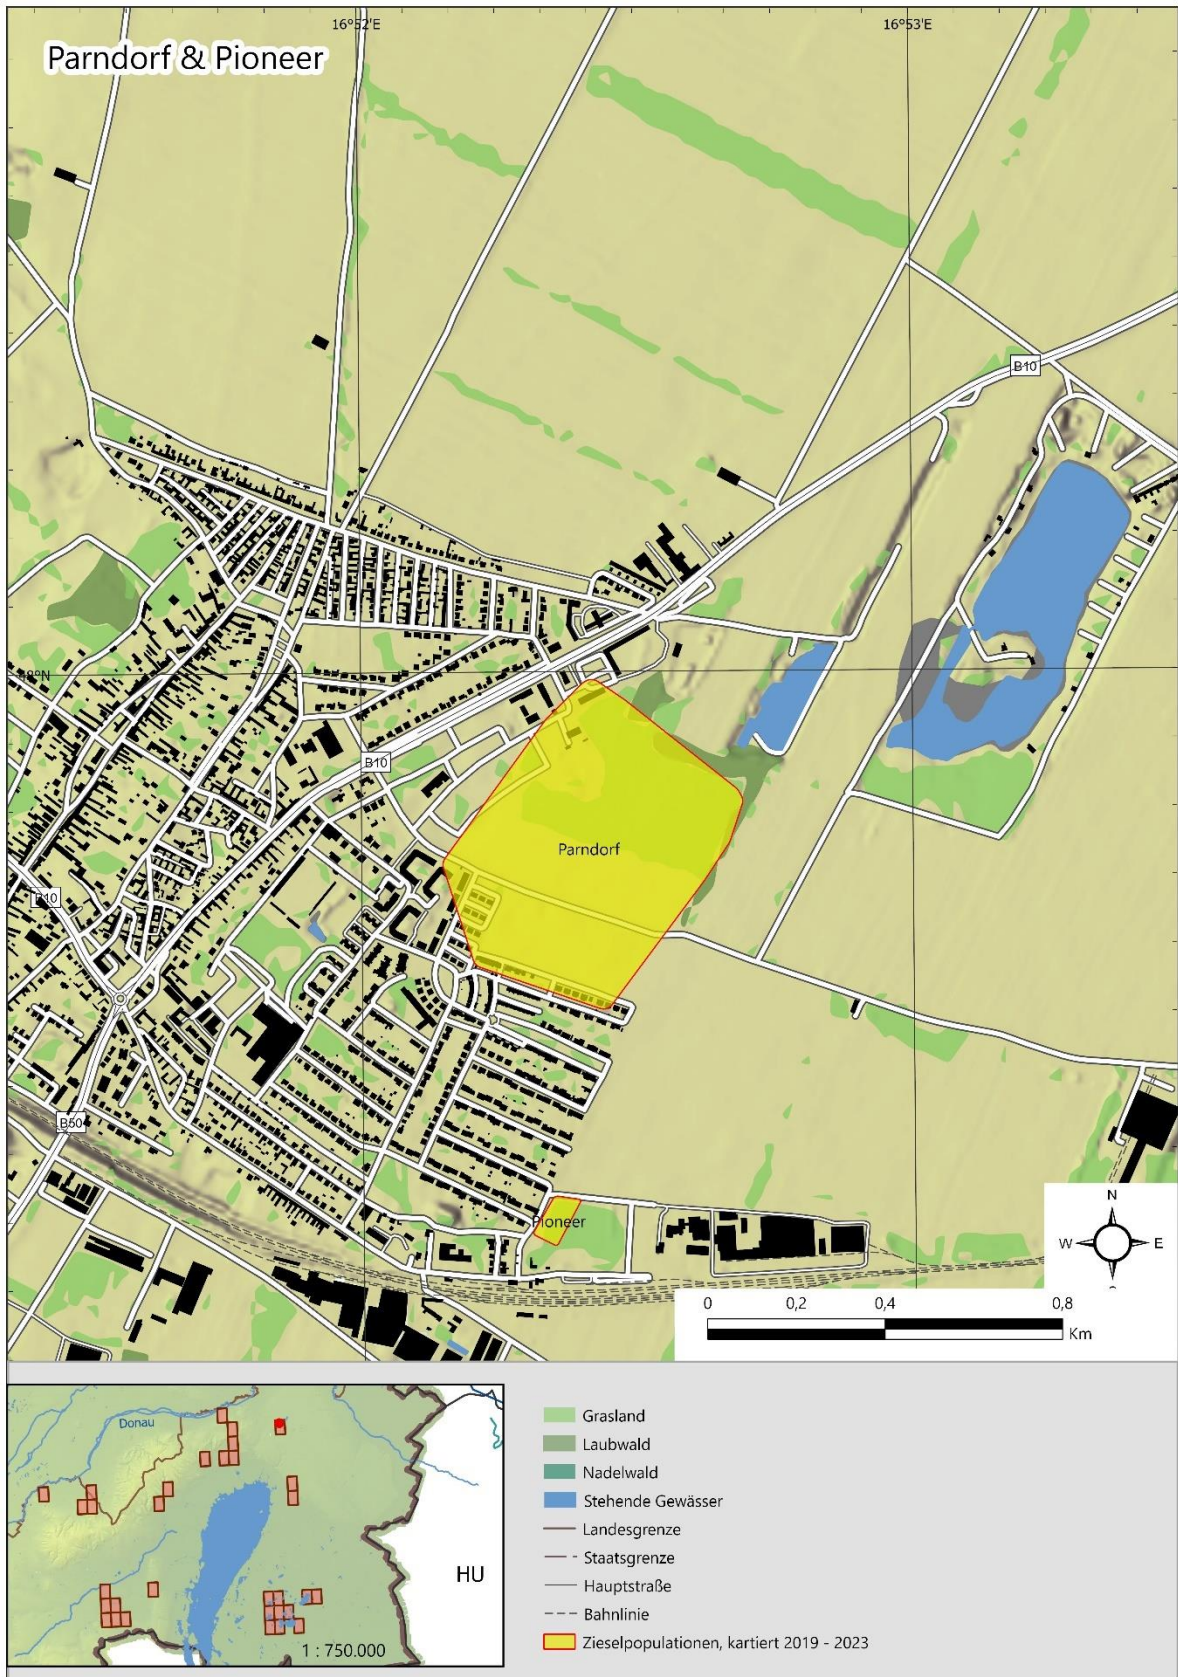 16°52'E
16°53'E
Parndorf & Pioneer
B10
48°N
B10
Parndorf
B10
B50
Pioneer
N
W E
0 0,2 0,4 0,8
Km
Donau
HU
1 : 750.000
Grasland
Laubwald
Nadelwald
Stehende Gewässer
Landesgrenze
Staatsgrenze
Hauptstraße
Bahnlinie
Zieselpopulationen, kartiert 2019 - 2023